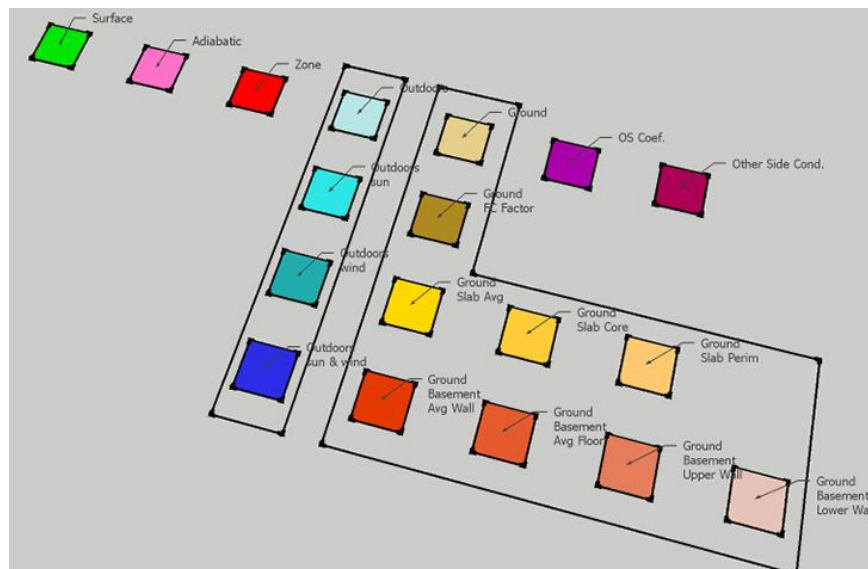 Surface
Adiabatic
Zone
Outdoors
Ground
OS Coef.
Other Side Cond.
Outdoors
sun
Ground
FC Factor
Outdoors
wind
Ground
Slab Avg
Ground
Slab Core
Ground
Slab Perim
Outdoors
sun & wind
Ground
Basement
Avg Wall
Ground
Basement
Avg Floor
Ground
Basement
Upper Wall
Ground
Basement
Lower Wa